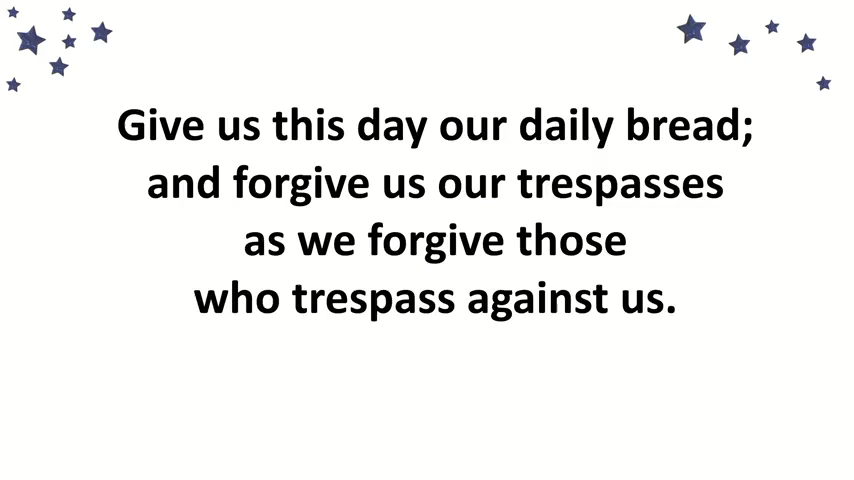 Give us this day our daily bread;
and forgive us our trespasses
as we forgive those
who trespass against us.